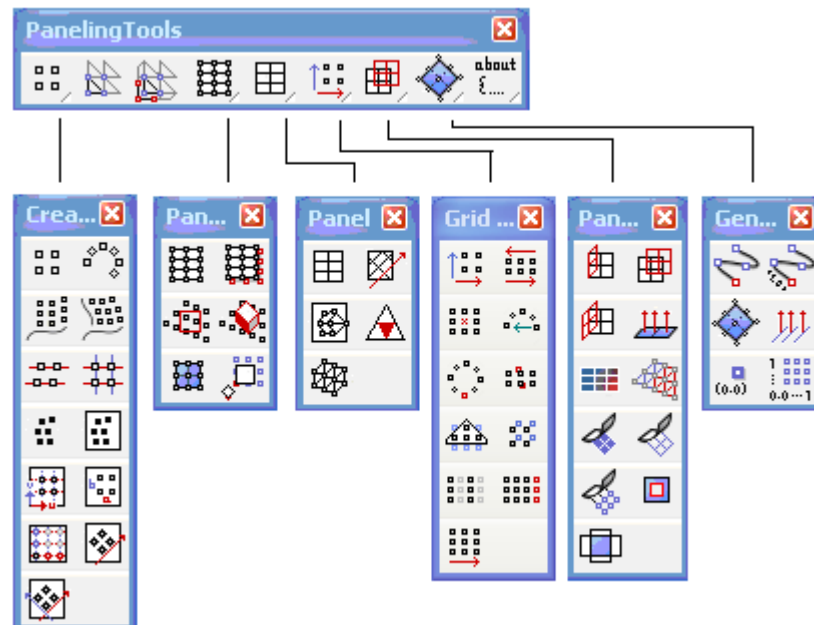 PanelingTools
about
{....
Crea...
Pan...
Panel
Grid ...
Pan...
Gen...
v
u
b
a
(0,0)
1
0,0...1